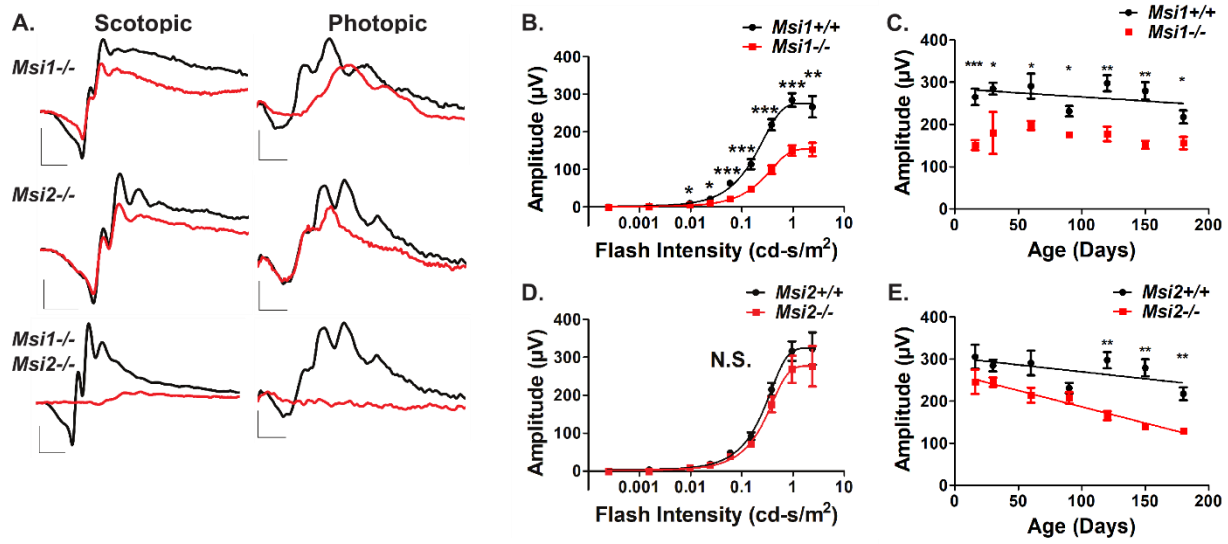 A.
Scotopic
Photopic
Msi1-/-
Msi2-/-
Msi1-/-
Msi2-/-
B.
Msi1+/+
Msi1-/-
Amplitude (µV)
400
300
200
100
0
* * *** *** *** *** **
0.001 0.01 0.1 1 10
Flash Intensity (cd-s/m²)
C.
Msi1+/+
Msi1-/-
Amplitude (µV)
400
300
200
100
0
*** * * * ** ** *
0 50 100 150 200
Age (Days)
D.
Msi2+/+
Msi2-/-
Amplitude (µV)
400
300
200
100
0
N.S.
0.001 0.01 0.1 1 10
Flash Intensity (cd-s/m²)
E.
Msi2+/+
Msi2-/-
Amplitude (µV)
400
300
200
100
0
** ** **
0 50 100 150 200
Age (Days)